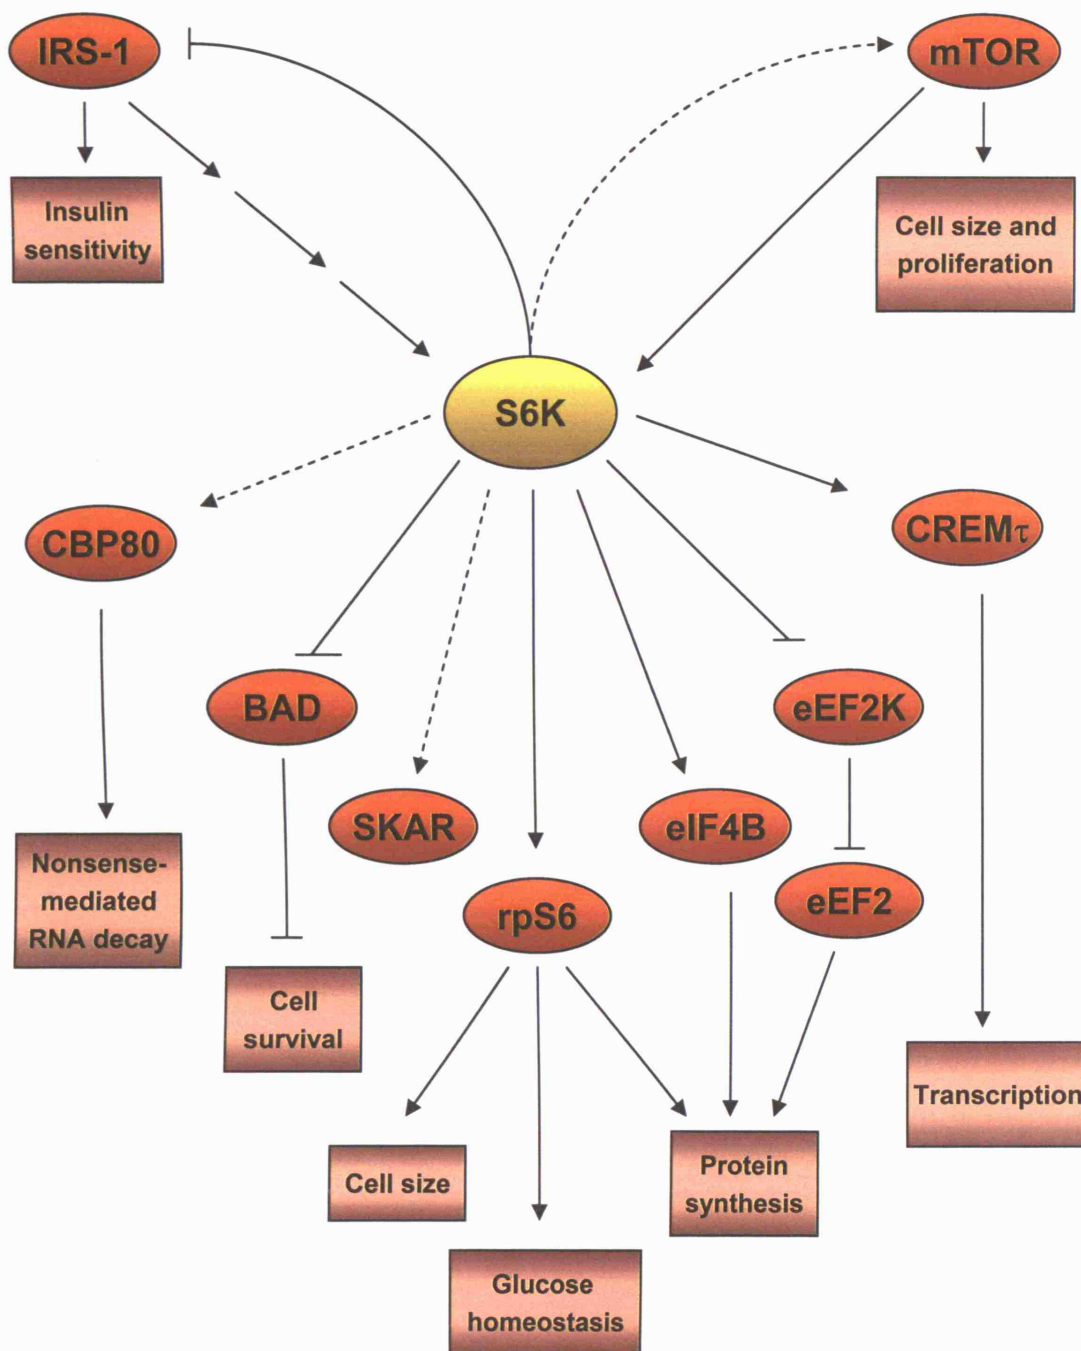 IRS-1
mTOR
Insulin
sensitivity
Cell size and
proliferation
S6K
CBP80
CREMτ
BAD
eEF2K
SKAR
eIF4B
Nonsense-
mediated
RNA decay
rpS6
eEF2
Cell
survival
Transcription
Cell size
Protein
synthesis
Glucose
homeostasis